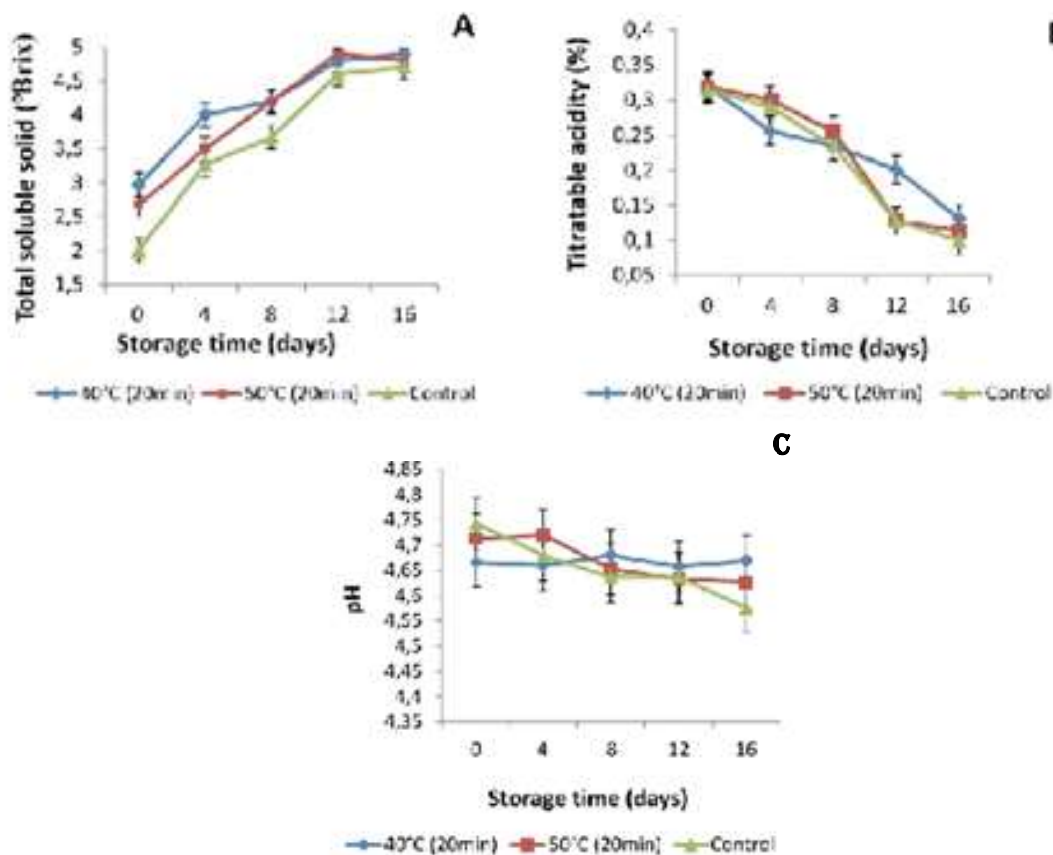 A
Total soluble solid (°Brix)
5
4,5
4
3,5
3
2,5
2
1,5
0 4 8 12 16
Storage time (days)
40°C (20min) 50°C (20min) Control
Titratable acidity (%)
0,4
0,35
0,3
0,25
0,2
0,15
0,1
0,05
0 4 8 12 16
Storage time (days)
40°C (20min) 50°C (20min) Control
C
pH
4,85
4,8
4,75
4,7
4,65
4,6
4,55
4,5
4,45
4,4
4,35
0 4 8 12 16
Storage time (days)
40°C (20min) 50°C (20min) Control